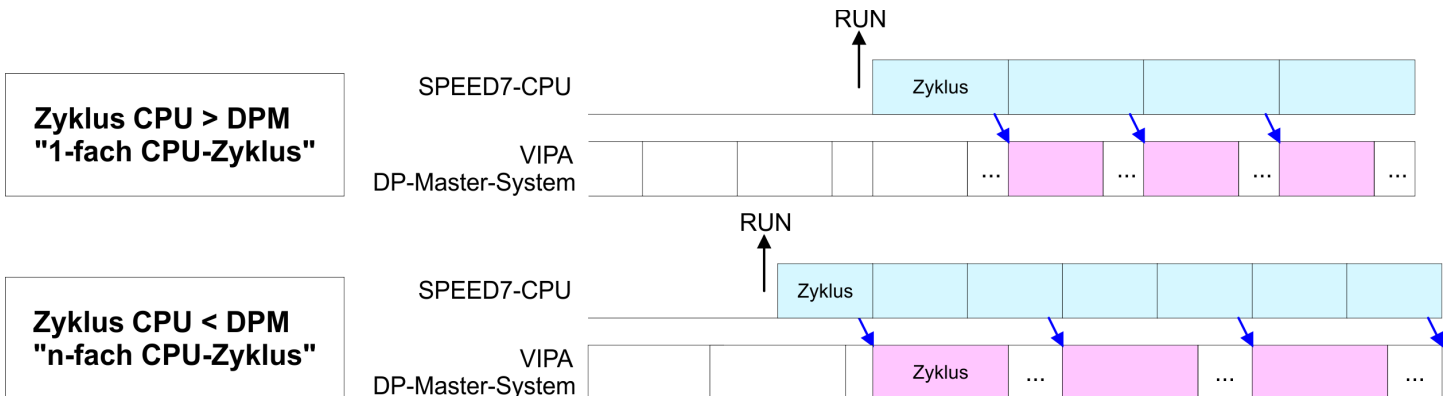 RUN
Zyklus CPU > DPM
"1-fach CPU-Zyklus"
SPEED7-CPU
Zyklus
VIPA
DP-Master-System
... ... ... ...
RUN
Zyklus CPU < DPM
"n-fach CPU-Zyklus"
SPEED7-CPU
Zyklus
VIPA
DP-Master-System
Zyklus ... ... ...